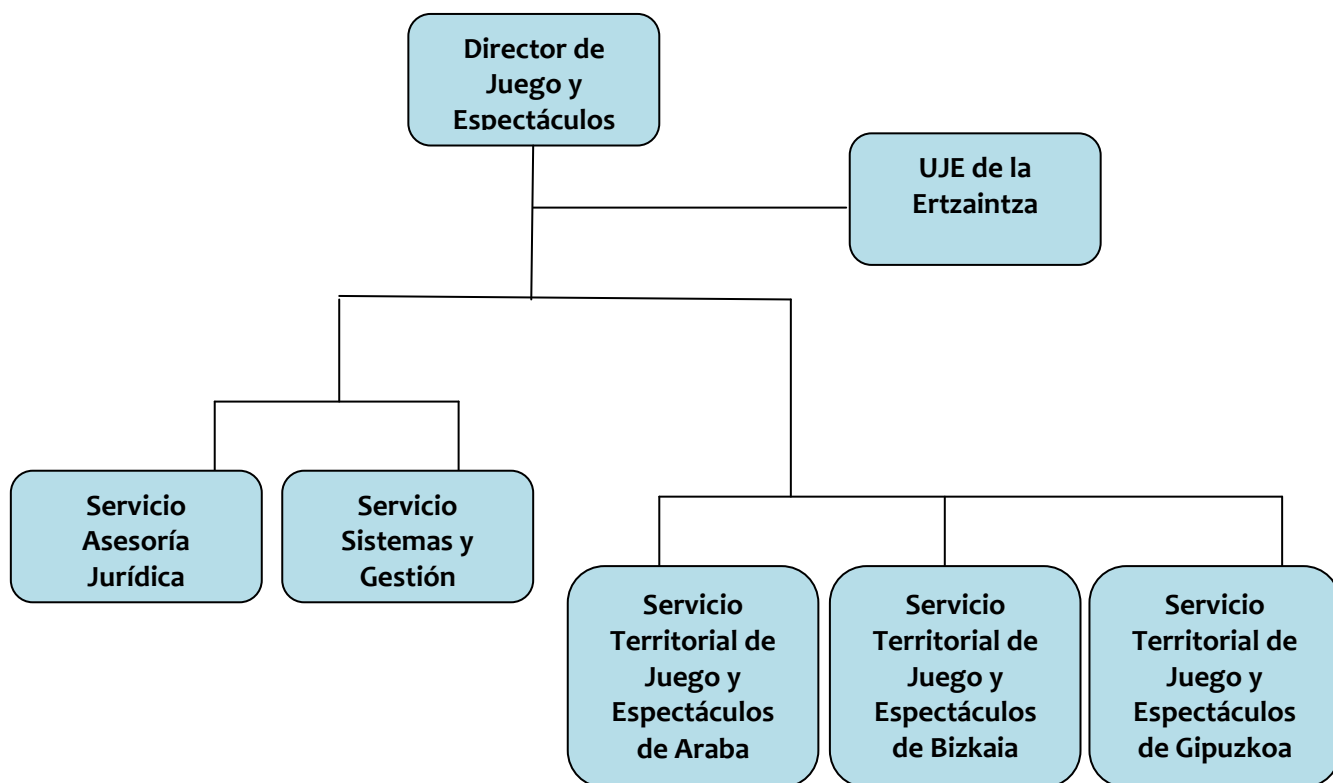 Director de
Juego y
Espectáculos
UJE de la
Ertzaintza
Servicio
Asesoría
Jurídica
Servicio
Sistemas y
Gestión
Servicio
Territorial de
Juego y
Espectáculos
de Araba
Servicio
Territorial de
Juego y
Espectáculos
de Bizkaia
Servicio
Territorial de
Juego y
Espectáculos
de Gipuzkoa